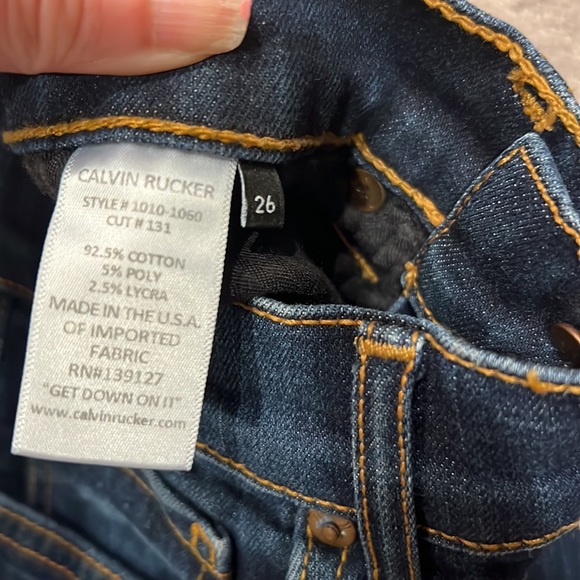 CALVIN RUCKER
STYLE # 1010-1060
CUT # 131
92.5% COTTON
5% POLY
2.5% LYCRA
MADE IN THE U.S.A.
OF IMPORTED
FABRIC
RN#139127
"GET DOWN ON IT"
www.calvinrucker.com
26